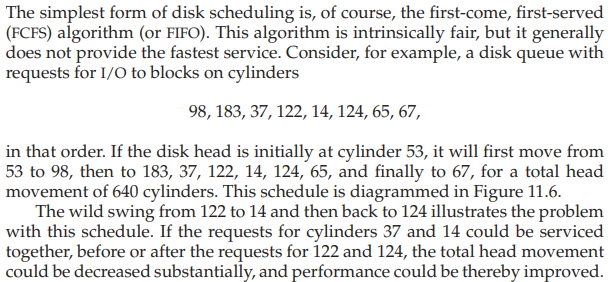 The simplest form of disk scheduling is, of course, the first-come, first-served
(FCFS) algorithm (or FIFO). This algorithm is intrinsically fair, but it generally
does not provide the fastest service. Consider, for example, a disk queue with
requests for I/O to blocks on cylinders
98, 183, 37, 122, 14, 124, 65, 67,
in that order. If the disk head is initially at cylinder 53, it will first move from
53 to 98, then to 183, 37, 122, 14, 124, 65, and finally to 67, for a total head
movement of 640 cylinders. This schedule is diagrammed in Figure 11.6.
The wild swing from 122 to 14 and then back to 124 illustrates the problem
with this schedule. If the requests for cylinders 37 and 14 could be serviced
together, before or after the requests for 122 and 124, the total head movement
could be decreased substantially, and performance could be thereby improved.